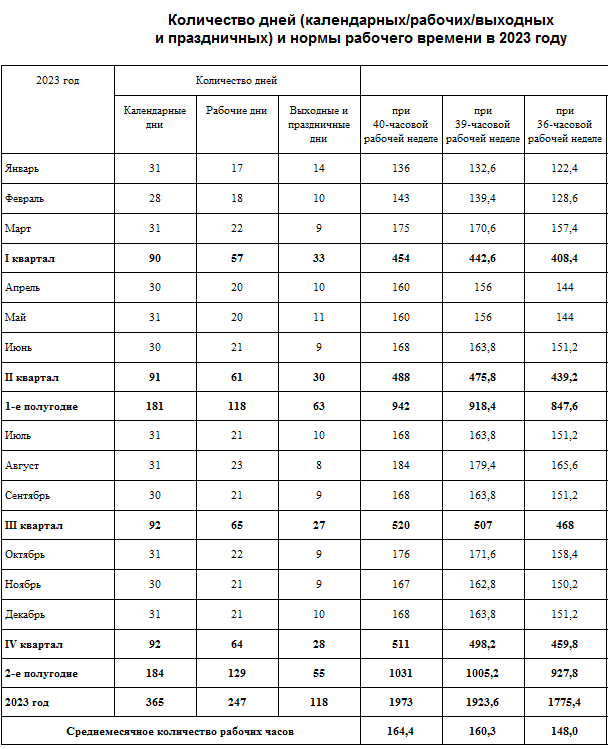 Количество дней (календарных/рабочих/выходных
и праздничных) и нормы рабочего времени в 2023 году
2023 год Количество дней
Календарные дни Рабочие дни Выходные и праздничные дни при 40-часовой рабочей неделе при 39-часовой рабочей неделе при 36-часовой рабочей неделе
Январь 31 17 14 136 132,6 122,4
Февраль 28 18 10 143 139,4 128,6
Март 31 22 9 175 170,6 157,4
I квартал 90 57 33 454 442,6 408,4
Апрель 30 20 10 160 156 144
Май 31 20 11 160 156 144
Июнь 30 21 9 168 163,8 151,2
II квартал 91 61 30 488 475,8 439,2
1-е полугодие 181 118 63 942 918,4 847,6
Июль 31 21 10 168 163,8 151,2
Август 31 23 8 184 179,4 165,6
Сентябрь 30 21 9 168 163,8 151,2
III квартал 92 65 27 520 507 468
Октябрь 31 22 9 176 171,6 158,4
Ноябрь 30 21 9 167 162,8 150,2
Декабрь 31 21 10 168 163,8 151,2
IV квартал 92 64 28 511 498,2 459,8
2-е полугодие 184 129 55 1031 1005,2 927,8
2023 год 365 247 118 1973 1923,6 1775,4
Среднемесячное количество рабочих часов 164,4 160,3 148,0